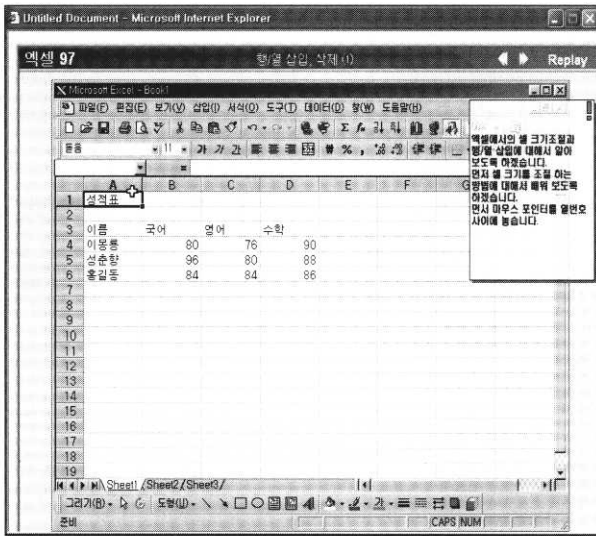 Untitled Document - Microsoft Internet Explorer
엑셀 97 행/열 삽입, 삭제 (1) Replay
Microsoft Excel - Book1
파일(F) 편집(E) 보기(V) 삽입(I) 서식(O) 도구(T) 데이터(D) 창(W) 도움말(H)
돋움 11 가 가 가 % ,
=
엑셀에서의 셀 크기조절과
행/열 삽입에 대해서 알아
보도록 하겠습니다.
먼저 셀 크기를 조절 하는
방법에 대해서 배워 보도록
하겠습니다.
먼서 마우스 포인터를 열번호
사이에 놓습니다.
A B C D E F G
1 성적표
2
3 이름 국어 영어 수학
4 이몽룡 80 76 90
5 성춘향 96 80 88
6 홍길동 84 84 86
7
8
9
10
11
12
13
14
15
16
17
18
19
Sheet1 Sheet2 Sheet3
그리기(R) 도형(U) 가
준비 CAPS NUM